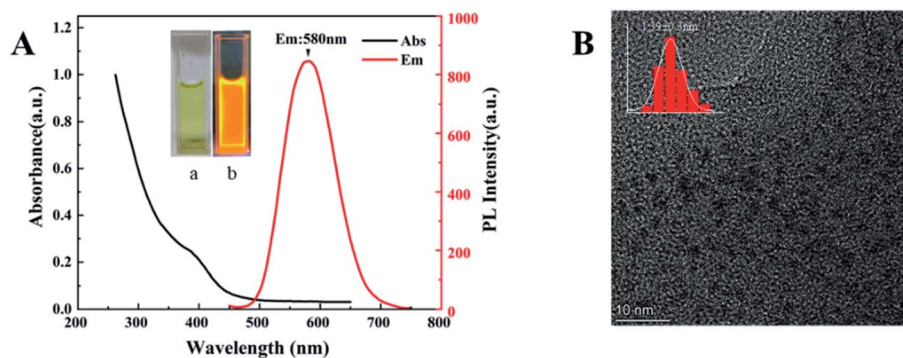 A
Absorbance(a.u.)
1.2
1.0
0.8
0.6
0.4
0.2
0.0
a
b
Em:580nm
Abs
Em
1000
800
600
400
200
0
PL Intensity(a.u.)
200
300
400
500
600
700
800
Wavelength (nm)
B
10 nm